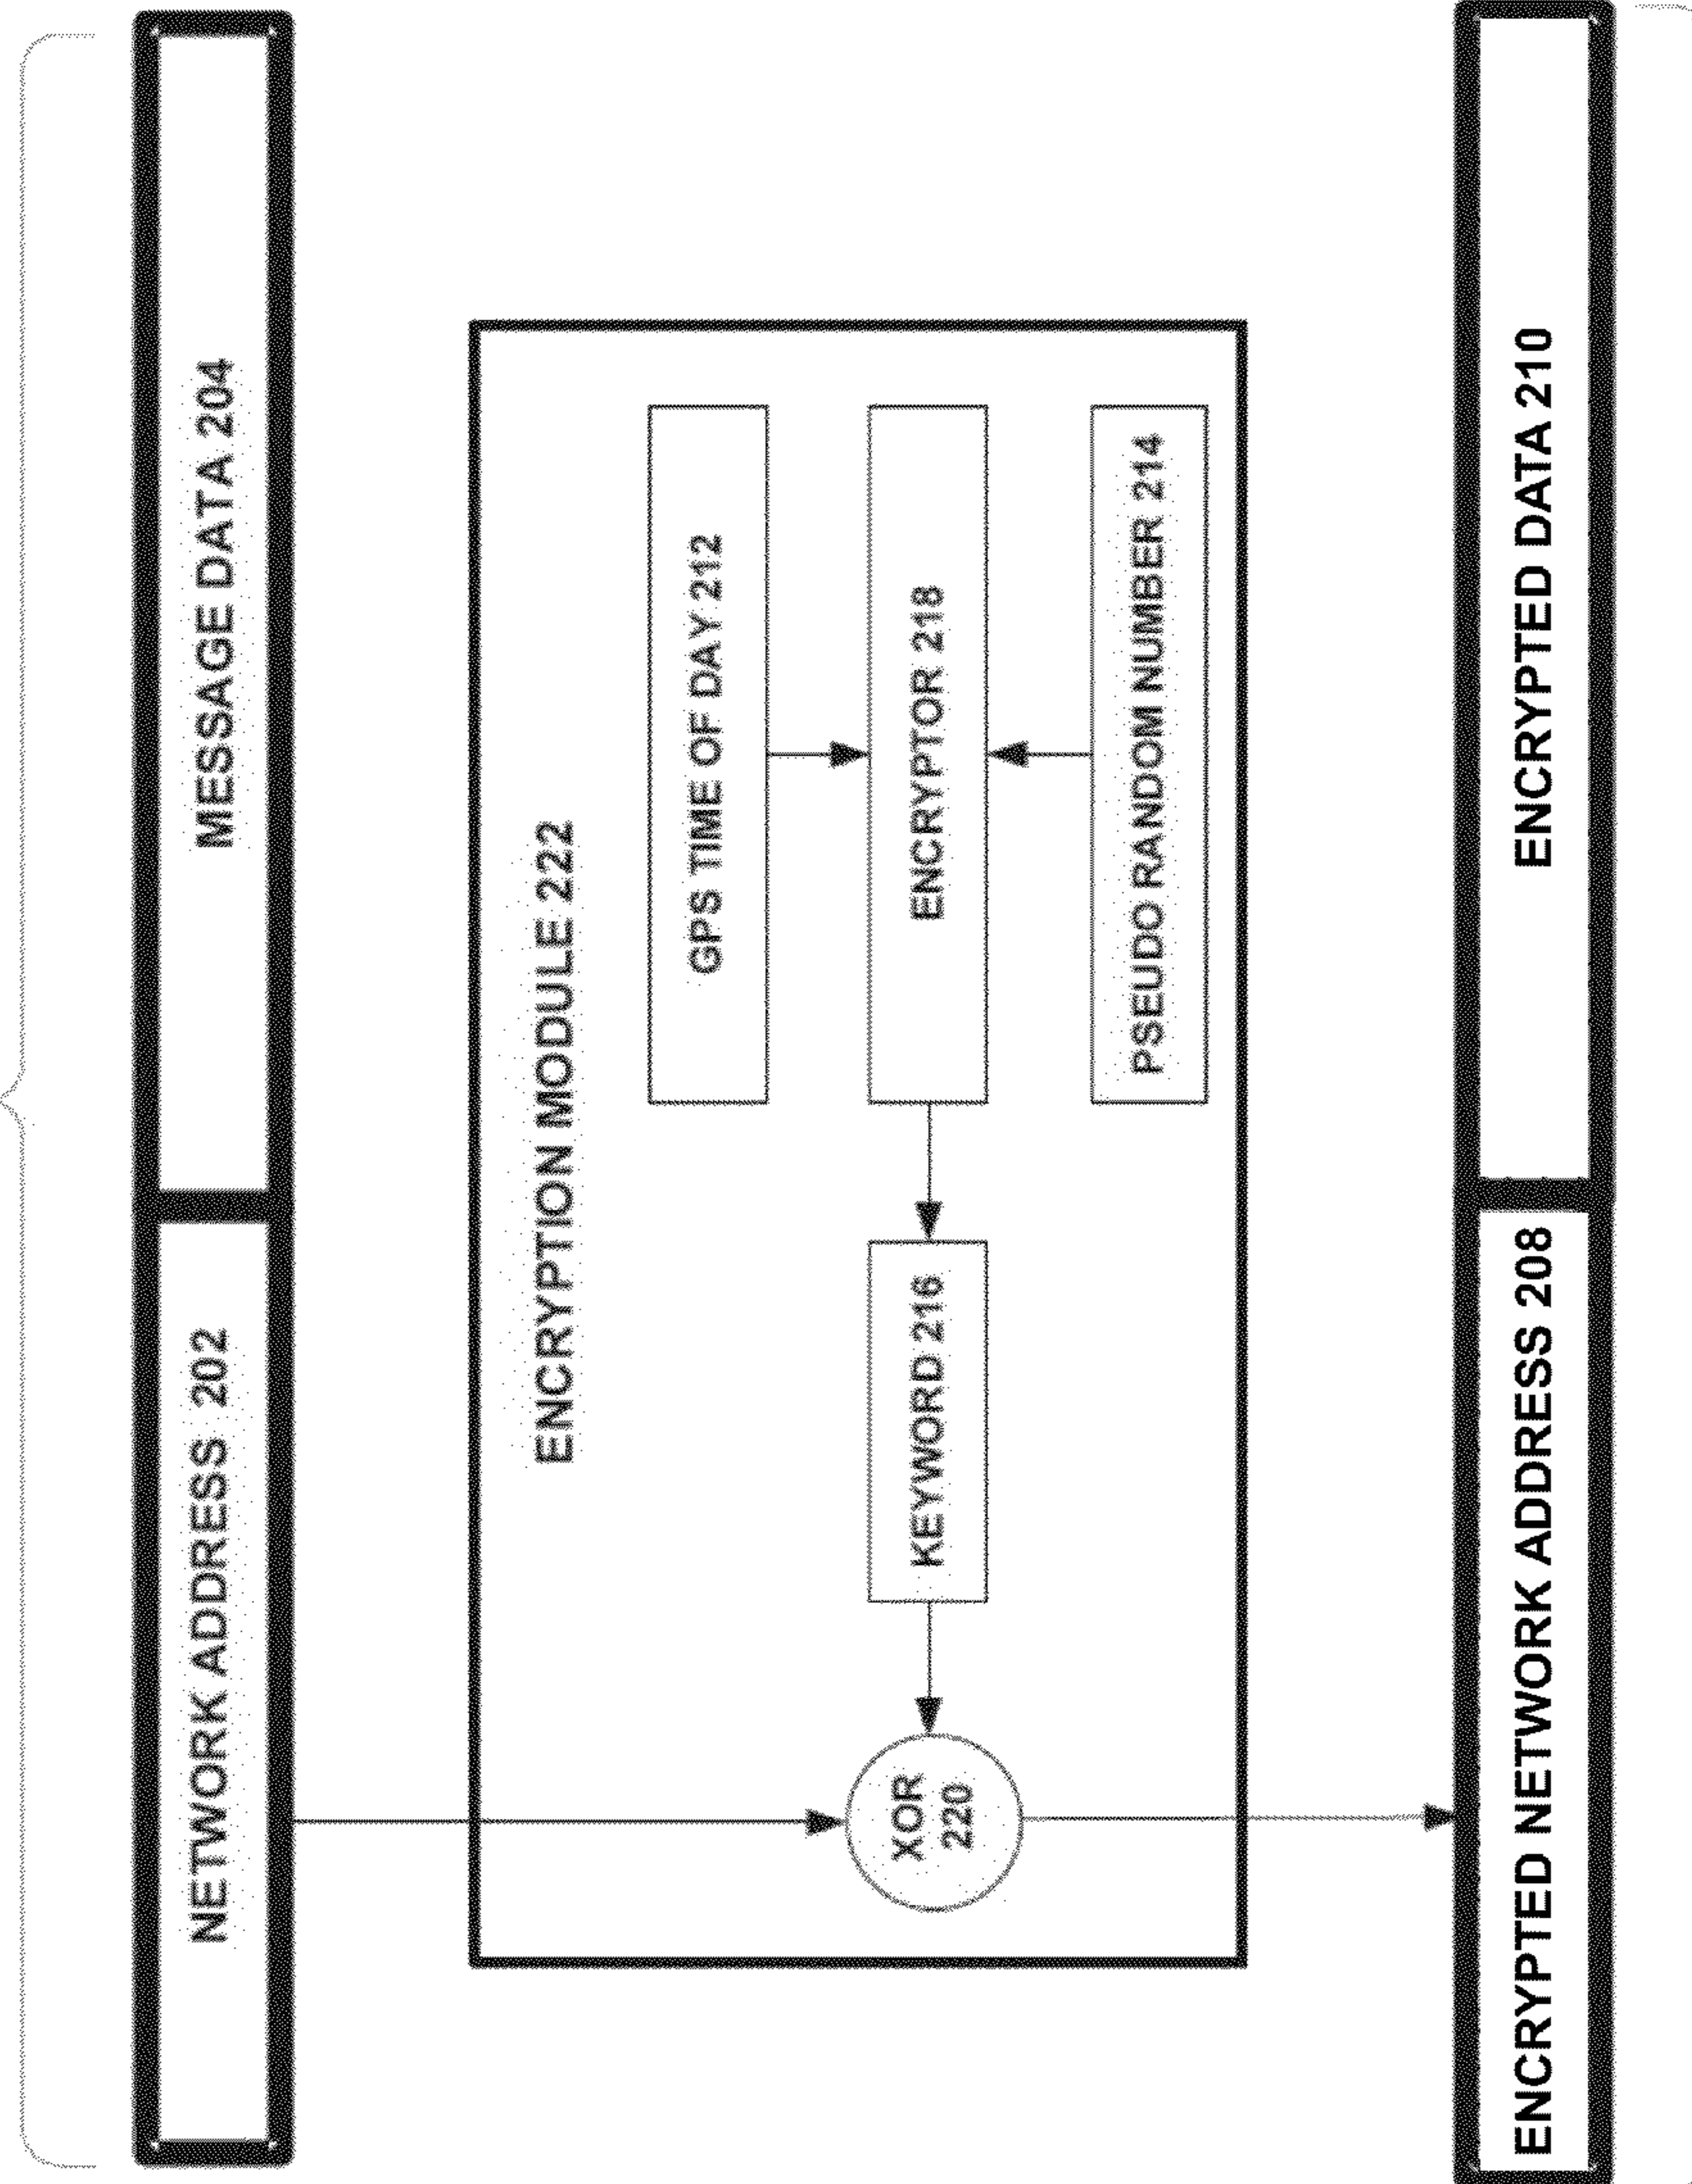 NETWORK ADDRESS 202
MESSAGE DATA 204
ENCRYPTION MODULE 222
GPS TIME OF DAY 212
XOR
220
KEYWORD 216
ENCRYPTOR 218
PSEUDO RANDOM NUMBER 214
ENCRYPTED NETWORK ADDRESS 208
ENCRYPTED DATA 210